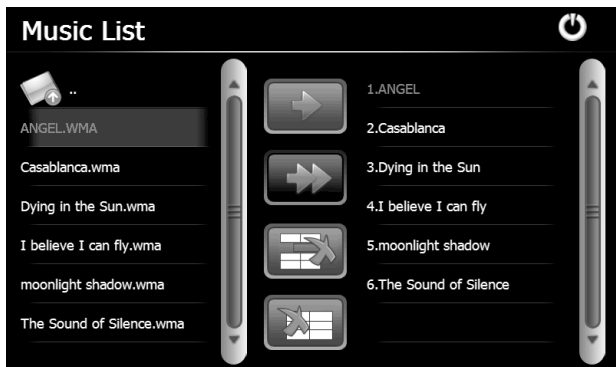 Music List
..
ANGEL.WMA
Casablanca.wma
Dying in the Sun.wma
I believe I can fly.wma
moonlight shadow.wma
The Sound of Silence.wma
1.ANGEL
2.Casablanca
3.Dying in the Sun
4.I believe I can fly
5.moonlight shadow
6.The Sound of Silence